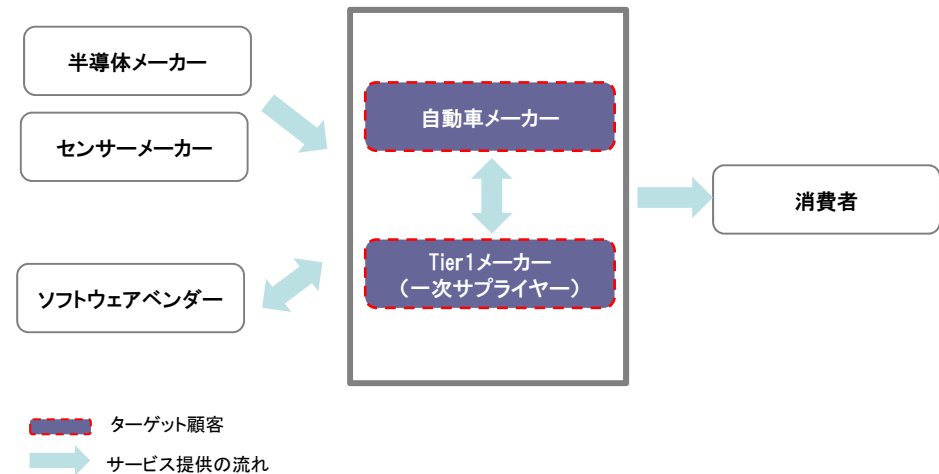 半導体メーカー
センサーメーカー
ソフトウェアベンダー
自動車メーカー
Tier1メーカー
（一次サプライヤー）
消費者
ターゲット顧客
サービス提供の流れ